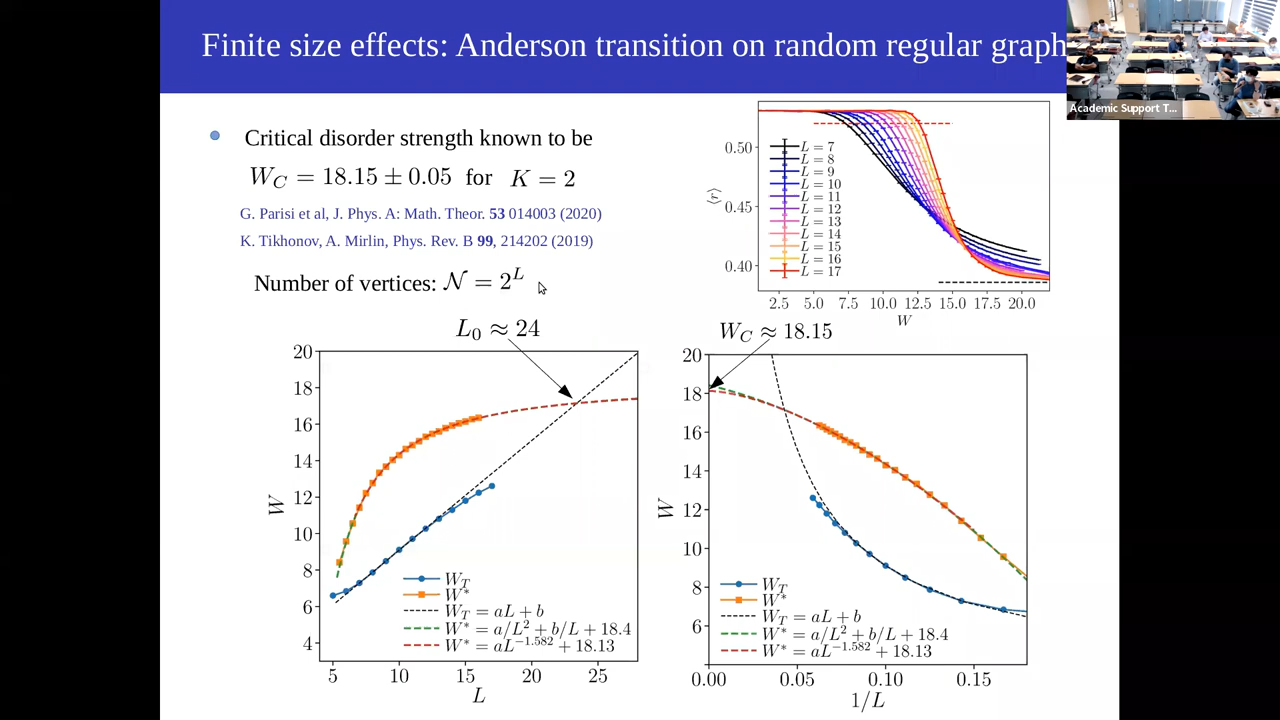 Finite size effects: Anderson transition on random regular graph
Academic Support T...
Critical disorder strength known to be
W_C = 18.15 ± 0.05 for K = 2
G. Parisi et al, J. Phys. A: Math. Theor. 53 014003 (2020)
K. Tikhonov, A. Mirlin, Phys. Rev. B 99, 214202 (2019)
Number of vertices: 𝒩 = 2^L
0.50
0.45
0.40
⟨r⟩
L = 7
L = 8
L = 9
L = 10
L = 11
L = 12
L = 13
L = 14
L = 15
L = 16
L = 17
2.5 5.0 7.5 10.0 12.5 15.0 17.5 20.0
W
L_0 ≈ 24
20
18
16
14
12
10
8
6
4
W
W_T
W*
W_T = aL + b
W* = a/L^2 + b/L + 18.4
W* = aL^−1.582 + 18.13
5 10 15 20 25
L
W_C ≈ 18.15
20
18
16
14
12
10
8
6
W
W_T
W*
W_T = aL + b
W* = a/L^2 + b/L + 18.4
W* = aL^−1.582 + 18.13
0.00 0.05 0.10 0.15
1/L